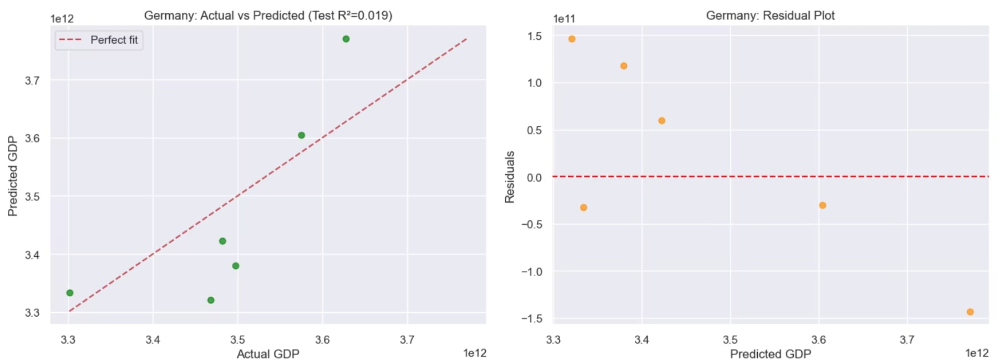 Germany: Actual vs Predicted (Test R²=0.019)
1e12
Perfect fit
Predicted GDP
3.7
3.6
3.5
3.4
3.3
3.3 3.4 3.5 3.6 3.7
Actual GDP
1e12
Germany: Residual Plot
1e11
Residuals
1.5
1.0
0.5
0.0
−0.5
−1.0
−1.5
3.3 3.4 3.5 3.6 3.7
Predicted GDP
1e12